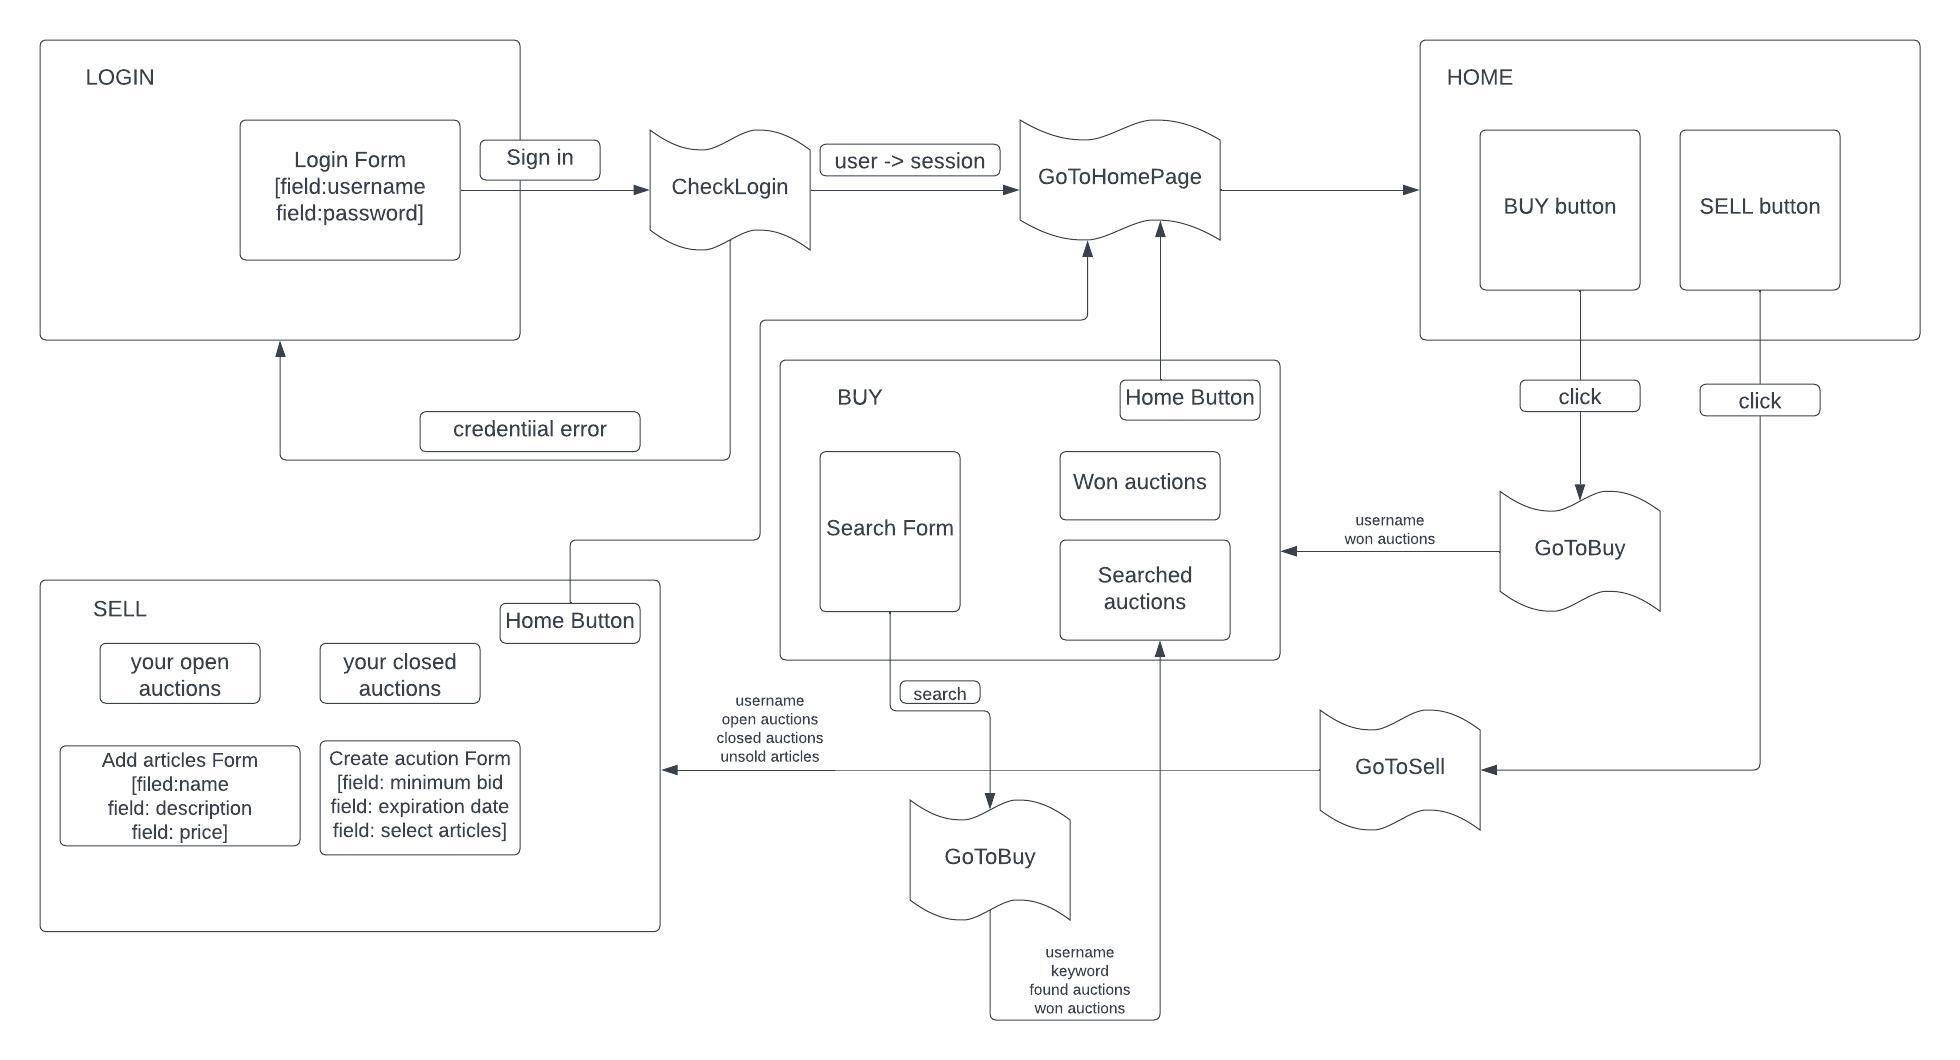 LOGIN
Login Form
[field:username
field:password]
Sign in
CheckLogin
user -> session
GoToHomePage
HOME
BUY button
SELL button
click
click
credentiial error
BUY
Home Button
Search Form
Won auctions
Searched
auctions
username
won auctions
GoToBuy
SELL
Home Button
your open
auctions
your closed
auctions
Add articles Form
[filed:name
field: description
field: price]
Create acution Form
[field: minimum bid
field: expiration date
field: select articles]
search
username
open auctions
closed auctions
unsold articles
GoToSell
GoToBuy
username
keyword
found auctions
won auctions